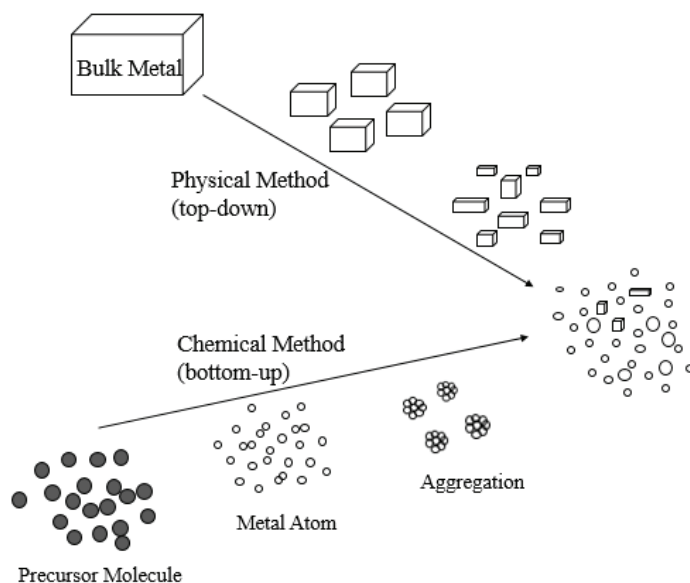 Bulk Metal
Physical Method
(top-down)
Chemical Method
(bottom-up)
Aggregation
Metal Atom
Precursor Molecule